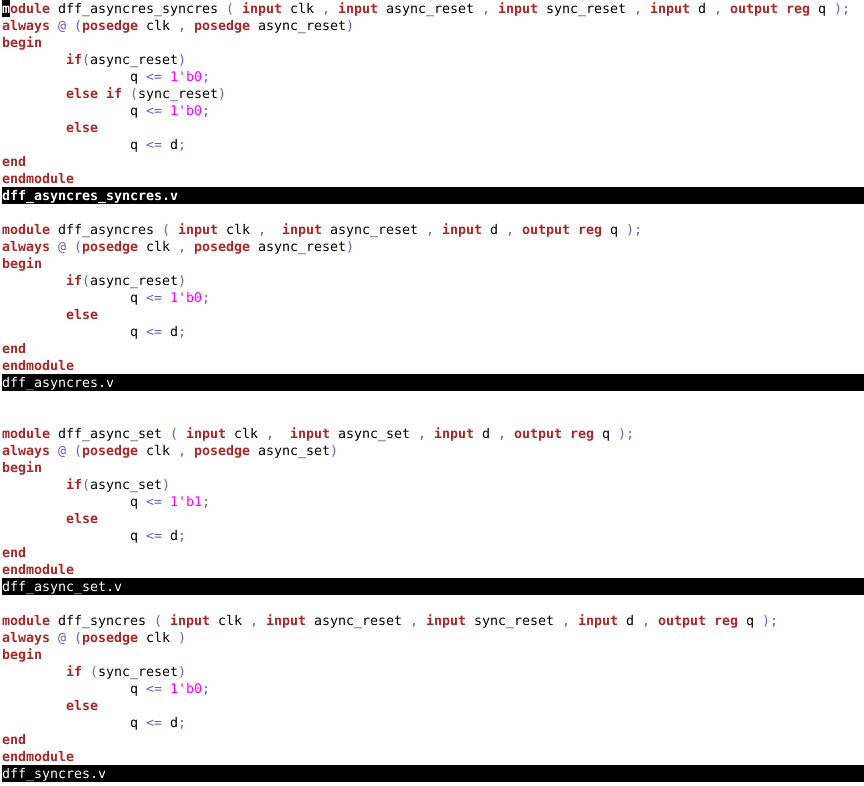 module dff_asyncres_syncres ( input clk , input async_reset , input sync_reset , input d , output reg q );
always @ (posedge clk , posedge async_reset)
begin
        if(async_reset)
                q <= 1'b0;
        else if (sync_reset)
                q <= 1'b0;
        else
                q <= d;
end
endmodule
dff_asyncres_syncres.v
module dff_asyncres ( input clk ,  input async_reset , input d , output reg q );
always @ (posedge clk , posedge async_reset)
begin
        if(async_reset)
                q <= 1'b0;
        else
                q <= d;
end
endmodule
dff_asyncres.v
module dff_async_set ( input clk ,  input async_set , input d , output reg q );
always @ (posedge clk , posedge async_set)
begin
        if(async_set)
                q <= 1'b1;
        else
                q <= d;
end
endmodule
dff_async_set.v
module dff_syncres ( input clk , input async_reset , input sync_reset , input d , output reg q );
always @ (posedge clk )
begin
        if (sync_reset)
                q <= 1'b0;
        else
                q <= d;
end
endmodule
dff_syncres.v